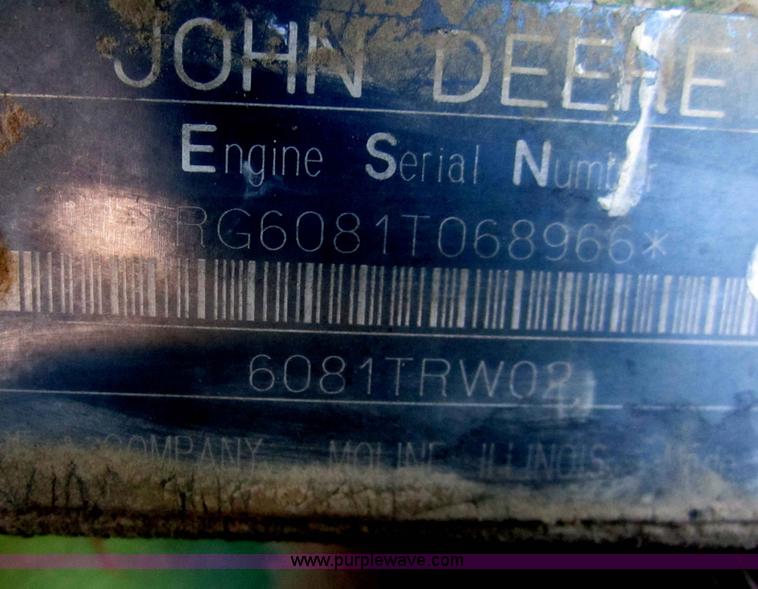 JOHN DEERE
Engine Serial Number
*RG6081T068966*
6081TRW02
& COMPANY MOLINE ILLINOIS
www.purplewave.com